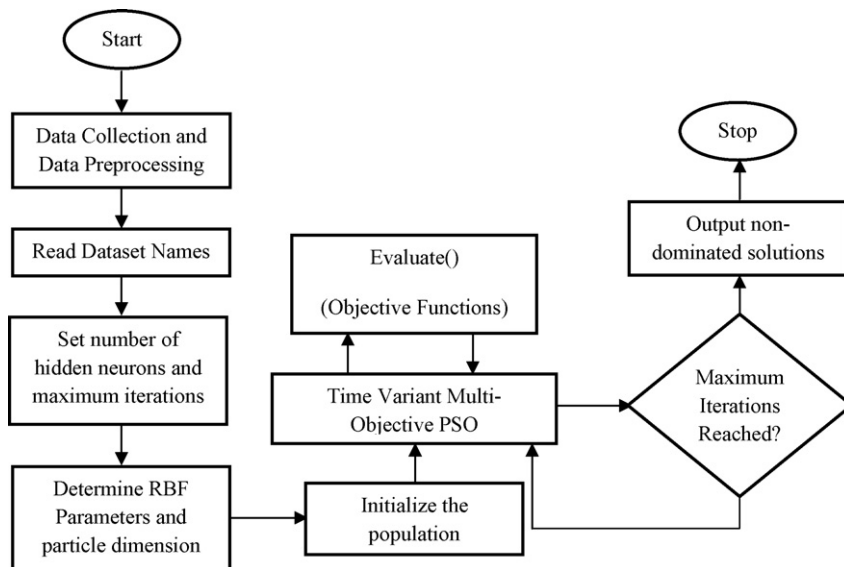 Start
Data Collection and
Data Preprocessing
Read Dataset Names
Set number of
hidden neurons and
maximum iterations
Determine RBF
Parameters and
particle dimension
Initialize the
population
Time Variant Multi-
Objective PSO
Evaluate()
(Objective Functions)
Maximum
Iterations
Reached?
Output non-
dominated solutions
Stop